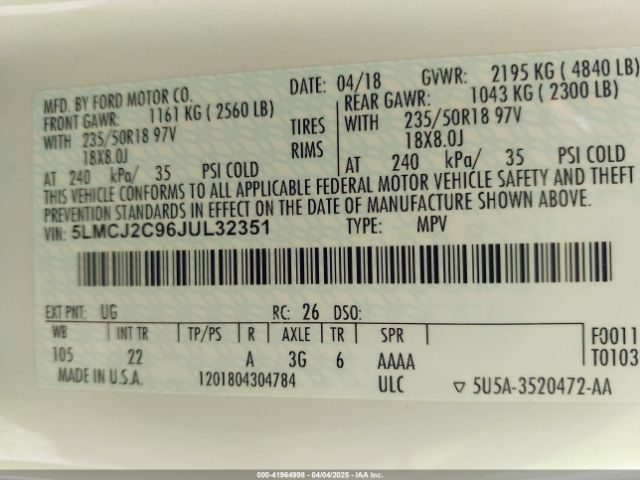 MFD. BY FORD MOTOR CO. DATE: 04/18 GVWR: 2195 KG ( 4840 LB)
FRONT GAWR: 1161 KG ( 2560 LB) REAR GAWR: 1043 KG ( 2300 LB)
WITH 235/50R18 97V TIRES WITH 235/50R18 97V
18X8.0J RIMS 18X8.0J
AT 240 kPa/ 35 PSI COLD AT 240 kPa/ 35 PSI COLD
THIS VEHICLE CONFORMS TO ALL APPLICABLE FEDERAL MOTOR VEHICLE SAFETY AND THEFT
PREVENTION STANDARDS IN EFFECT ON THE DATE OF MANUFACTURE SHOWN ABOVE.
VIN: 5LMCJ2C96JUL32351 TYPE: MPV
EXT PNT: UG RC: 26 DSO:
WB INT TR TP/PS R AXLE TR SPR F0011
105 22 A 3G 6 AAAA T0103
MADE IN U.S.A. 1201804304784 ULC 5U5A-3520472-AA
000-41964998 - 04/04/2025 - IAA Inc.